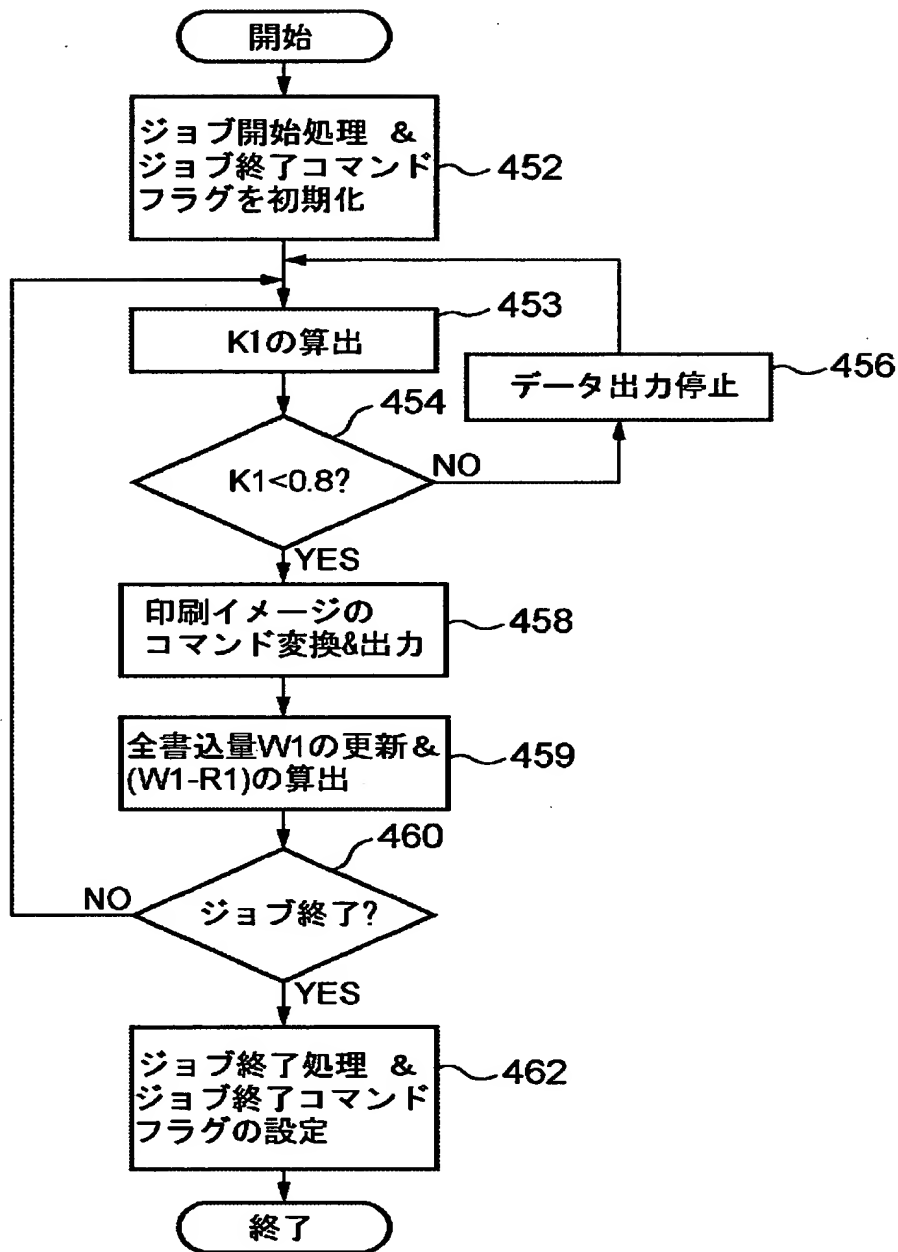 開始
ジョブ開始処理 &
ジョブ終了コマンド
フラグを初期化
452
453
K1の算出
データ出力停止
456
454
K1<0.8?
NO
YES
印刷イメージの
コマンド変換&出力
458
全書込量W1の更新&
(W1-R1)の算出
459
460
NO
ジョブ終了?
YES
ジョブ終了処理 &
ジョブ終了コマンド
フラグの設定
462
終了